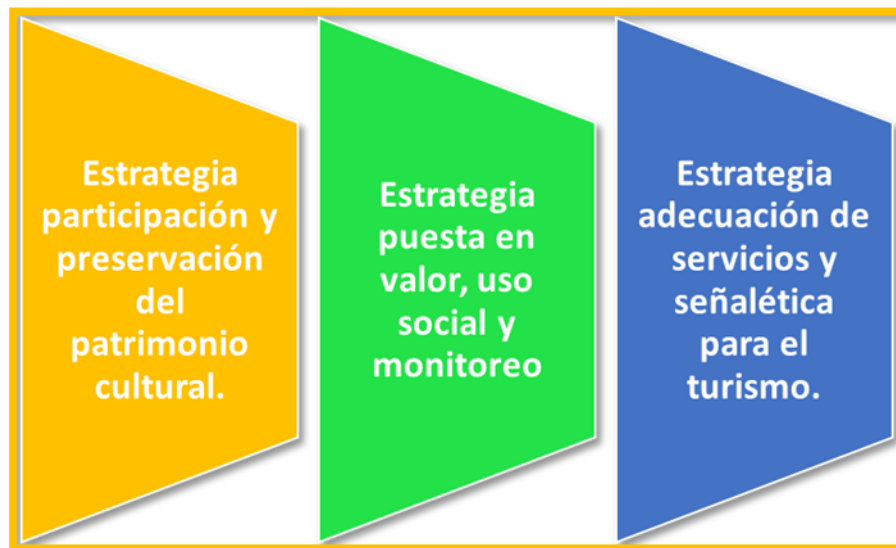 Estrategia
participación y
preservación
del
patrimonio
cultural.
Estrategia
puesta en
valor, uso
social y
monitoreo
Estrategia
adecuación de
servicios y
señalética
para el
turismo.